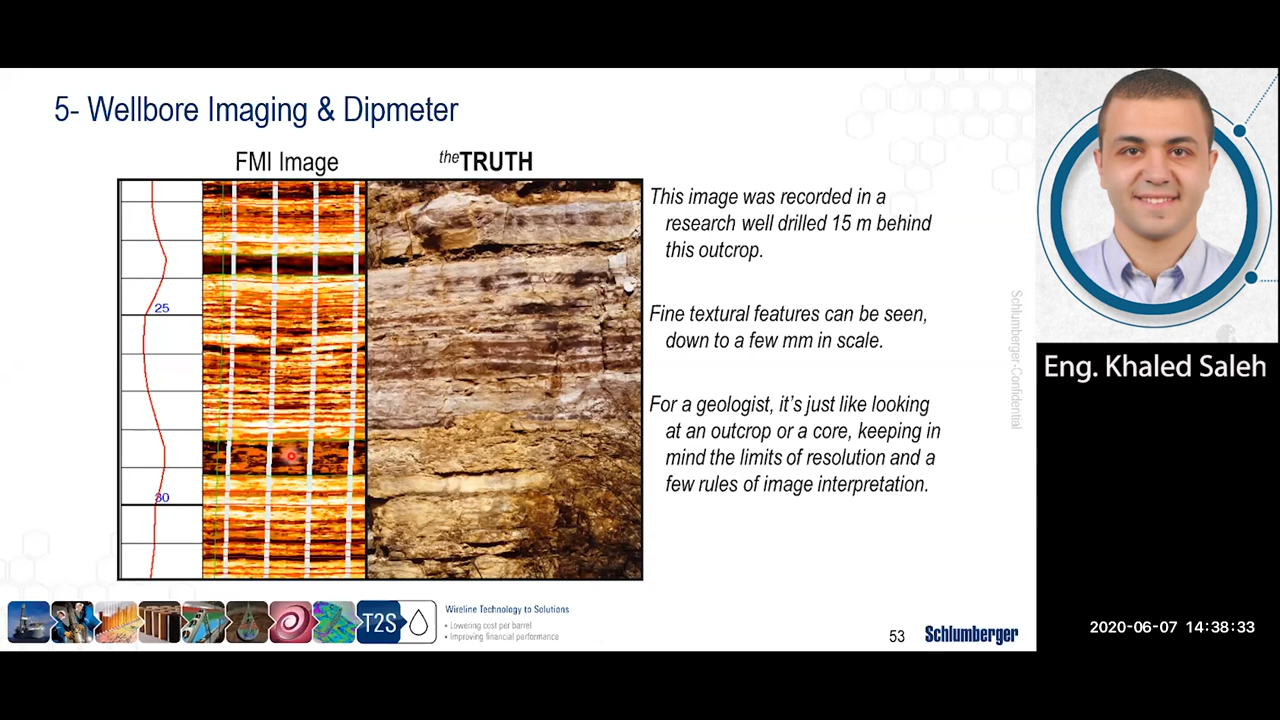 5- Wellbore Imaging & Dipmeter
FMI Image
theTRUTH
25
30
This image was recorded in a
research well drilled 15 m behind
this outcrop.
Fine textural features can be seen,
down to a few mm in scale.
For a geologist, it's just like looking
at an outcrop or a core, keeping in
mind the limits of resolution and a
few rules of image interpretation.
Schlumberger-Confidential
Eng. Khaled Saleh
T2S
Wireline Technology to Solutions
• Lowering cost per barrel
• Improving financial performance
53
Schlumberger
2020-06-07 14:38:33